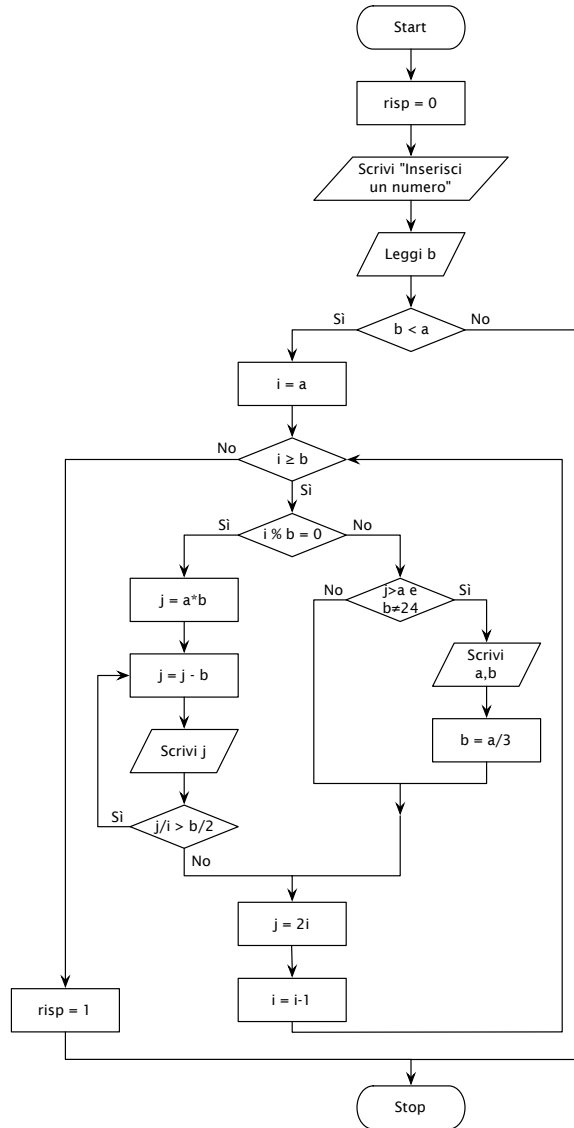 Start
risp = 0
Scrivi "Inserisci
un numero"
Leggi b
Sì
b < a
No
i = a
No
i ≥ b
Sì
Sì
i % b = 0
No
j = a*b
No
j>a e
b≠24
Sì
j = j - b
Scrivi
a,b
Scrivi j
b = a/3
Sì
j/i > b/2
No
j = 2i
risp = 1
i = i-1
Stop